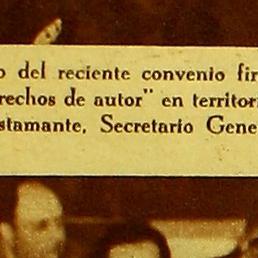 o del reciente convenio fir
rechos de autor" en territori
stamante, Secretario Gene